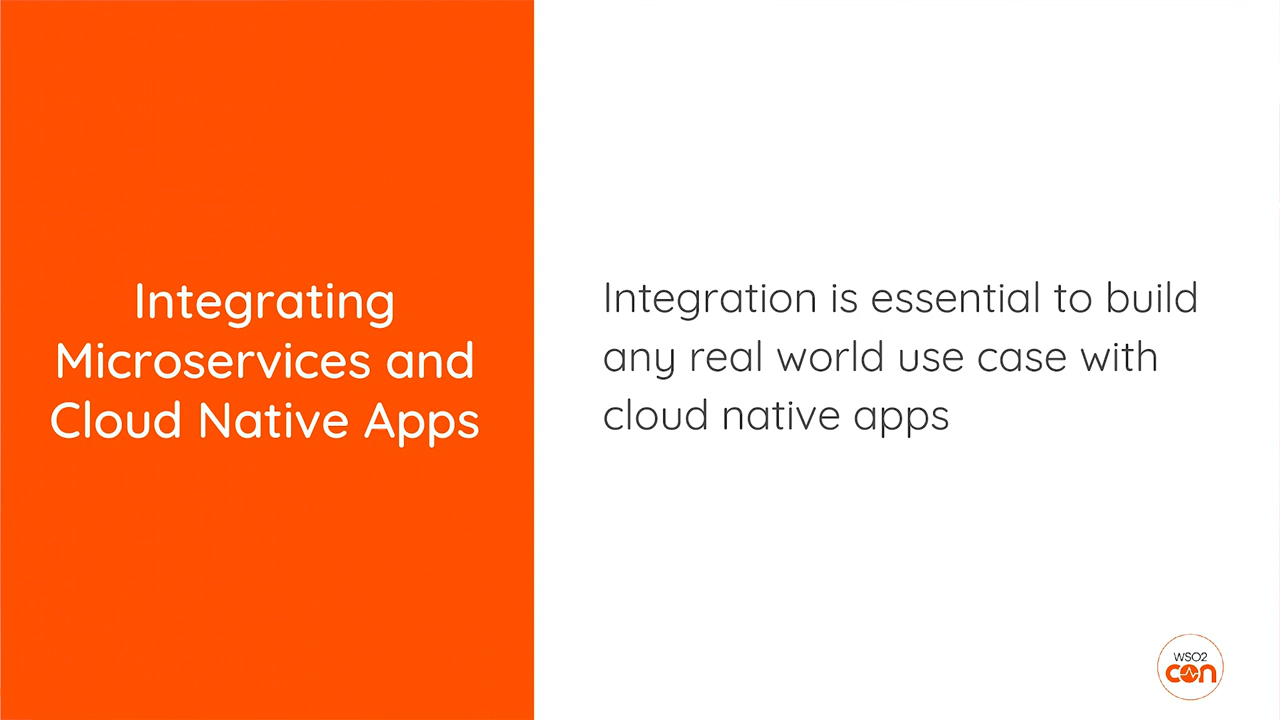 Integrating
Microservices and
Cloud Native Apps
Integration is essential to build
any real world use case with
cloud native apps
WSO2
con